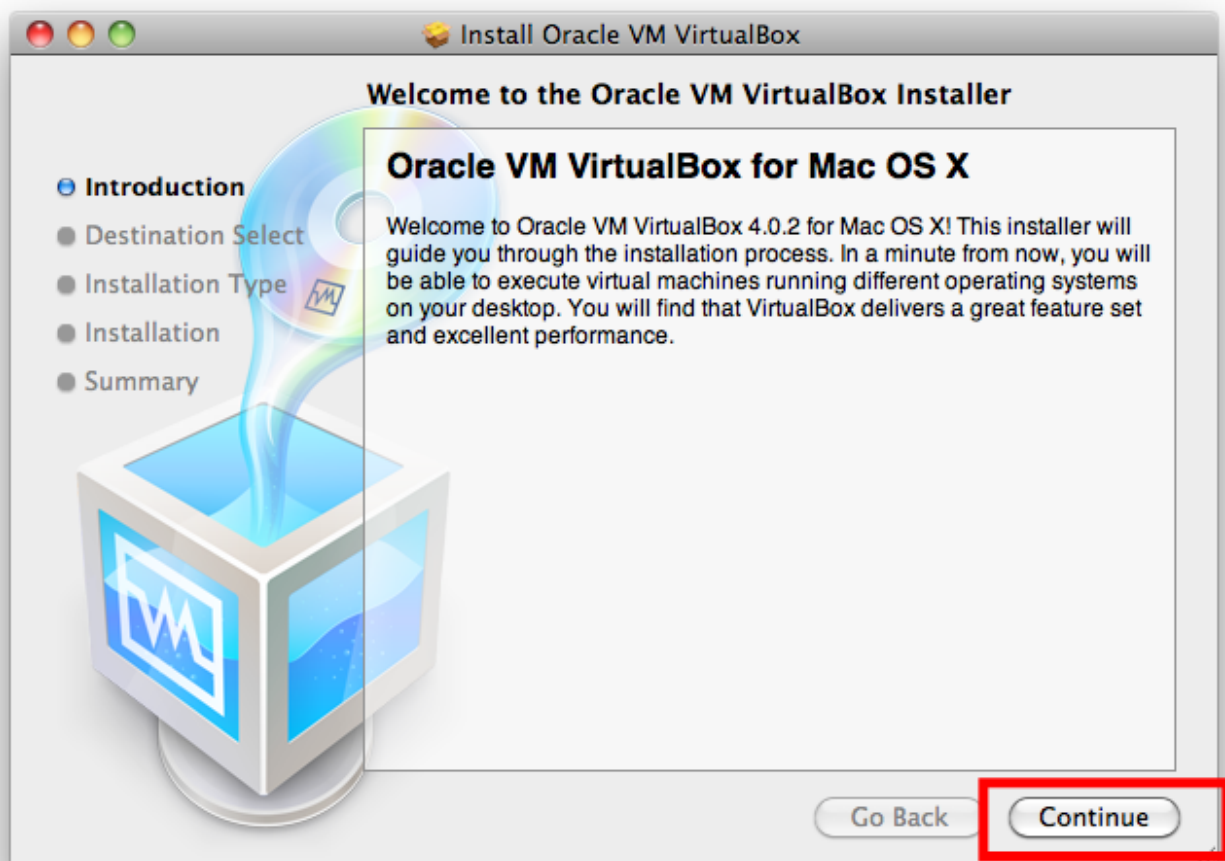 Install Oracle VM VirtualBox
Welcome to the Oracle VM VirtualBox Installer
Introduction
Destination Select
Installation Type
Installation
Summary
Oracle VM VirtualBox for Mac OS X
Welcome to Oracle VM VirtualBox 4.0.2 for Mac OS X! This installer will
guide you through the installation process. In a minute from now, you will
be able to execute virtual machines running different operating systems
on your desktop. You will find that VirtualBox delivers a great feature set
and excellent performance.
VM
VM
Go Back
Continue